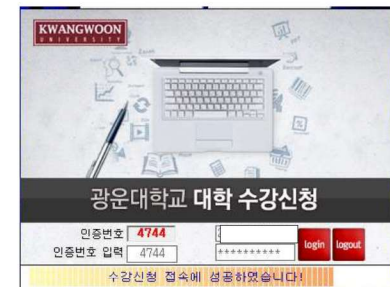 KWANGWOON
UNIVERSITY
광운대학교 대학 수강신청
인증번호 4744
인증번호 입력 4744
********** login logout
수강신청 접속에 성공하였습니다!